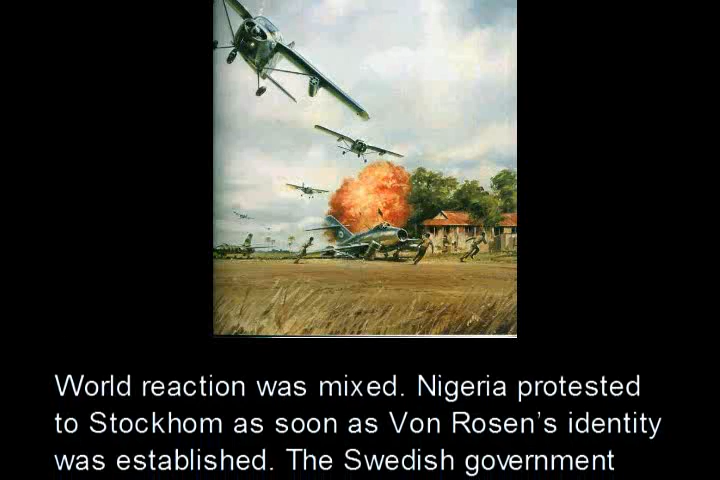 World reaction was mixed. Nigeria protested
to Stockhom as soon as Von Rosen’s identity
was established. The Swedish government